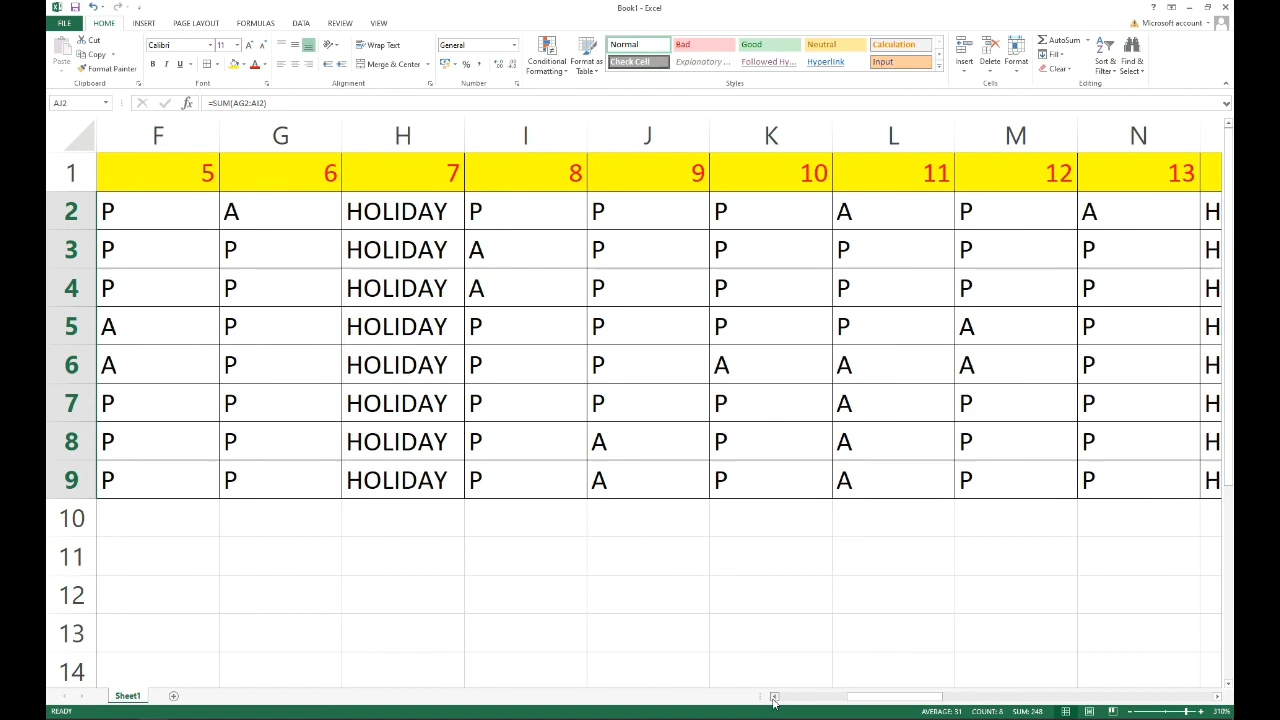 Book1 - Excel
FILE HOME INSERT PAGE LAYOUT FORMULAS DATA REVIEW VIEW Microsoft account
Cut
Copy
Format Painter
Paste
Calibri 11
B I U
Wrap Text
Merge & Center
General
Conditional Formatting
Format as Table
Normal Bad Good Neutral Calculation
Check Cell Explanatory ... Followed Hy... Hyperlink Input
Insert Delete Format
AutoSum
Fill
Clear
Sort & Filter
Find & Select
Clipboard Font Alignment Number Styles Cells Editing
AJ2 =SUM(AG2:AI2)
F G H I J K L M N
1 5 6 7 8 9 10 11 12 13
2 P A HOLIDAY P P P A P A H
3 P P HOLIDAY A P P P P P H
4 P P HOLIDAY A P P P P P H
5 A P HOLIDAY P P P P A P H
6 A P HOLIDAY P P A A A P H
7 P P HOLIDAY P P P A P P H
8 P P HOLIDAY P A P A P P H
9 P P HOLIDAY P A P A P P H
10
11
12
13
14
Sheet1
READY AVERAGE: 31 COUNT: 8 SUM: 248 310%